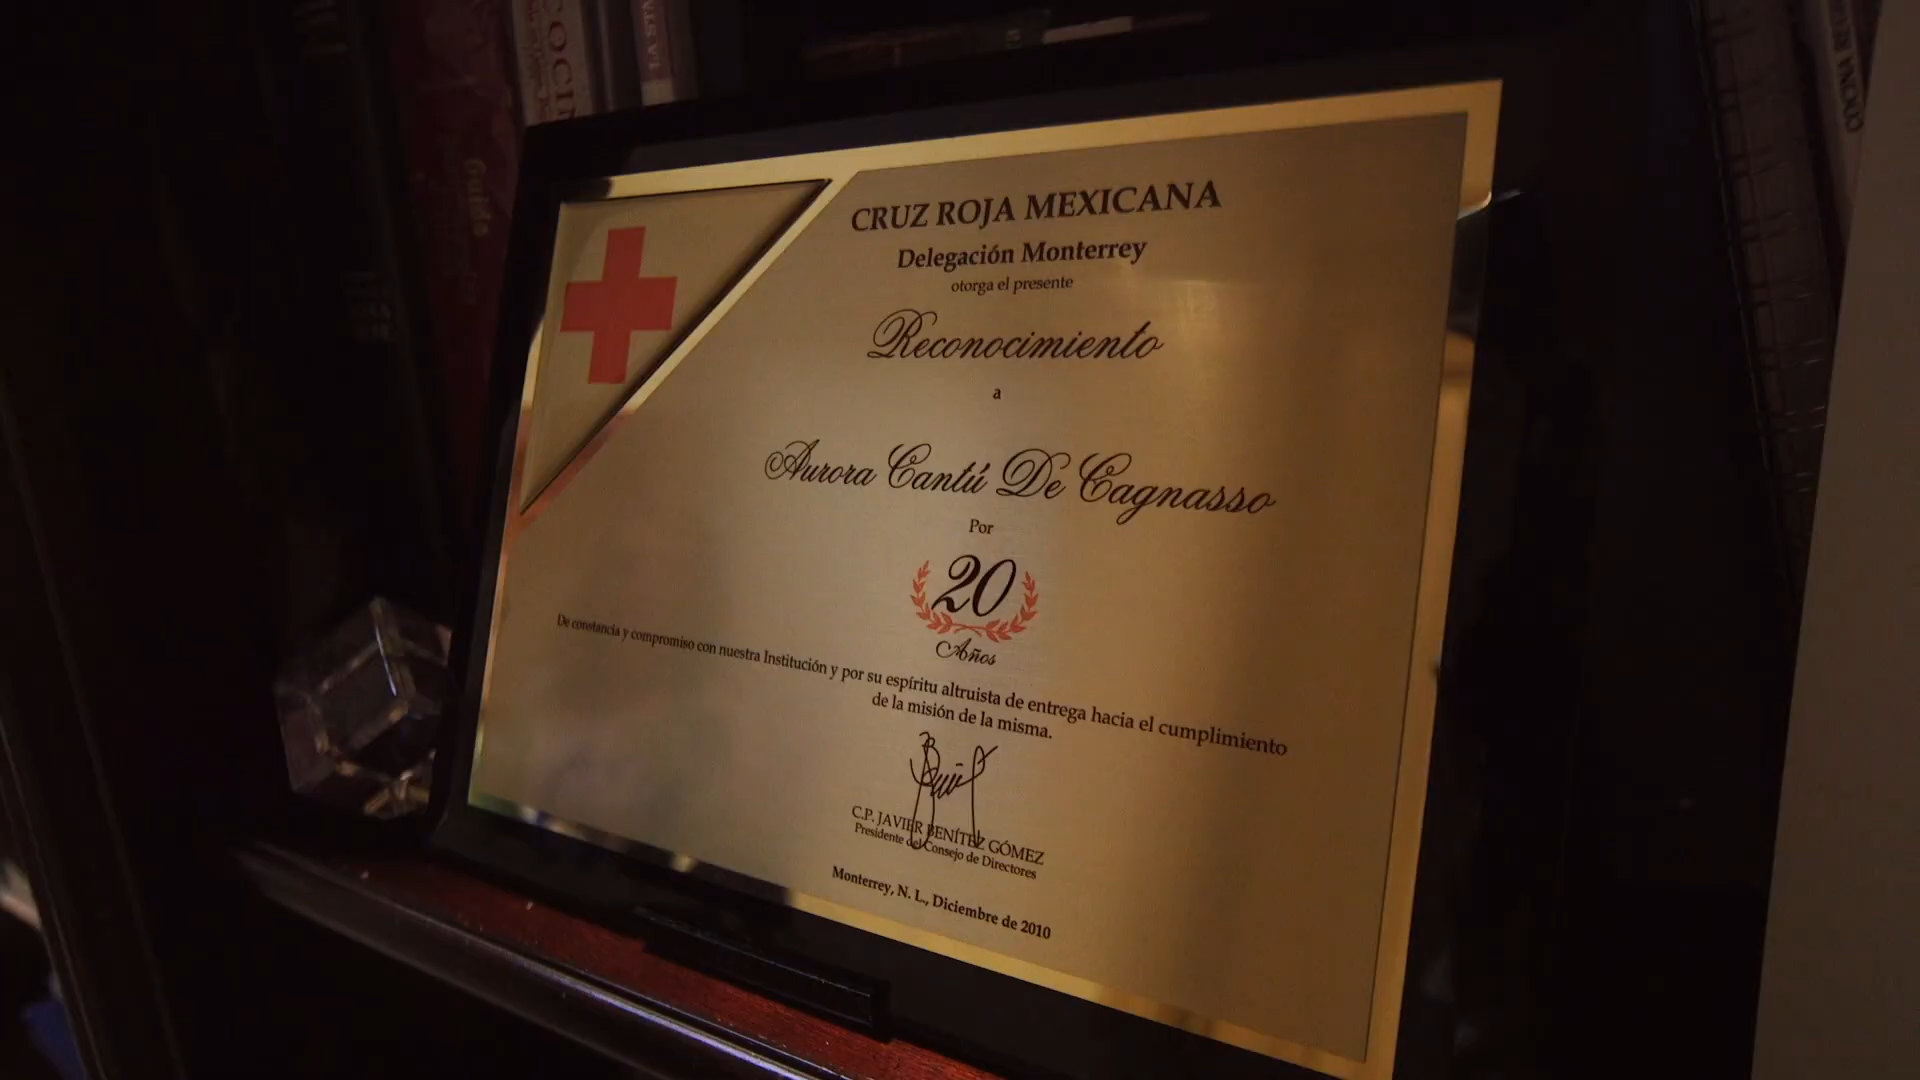 CRUZ ROJA MEXICANA
Delegación Monterrey
otorga el presente
Reconocimiento
a
Aurora Cantú De Cagnasso
Por
20
Años
De constancia y compromiso con nuestra Institución y por su espíritu altruista de entrega hacia el cumplimiento
de la misión de la misma.
C.P. JAVIER BENÍTEZ GÓMEZ
Presidente del Consejo de Directores
Monterrey, N. L., Diciembre de 2010